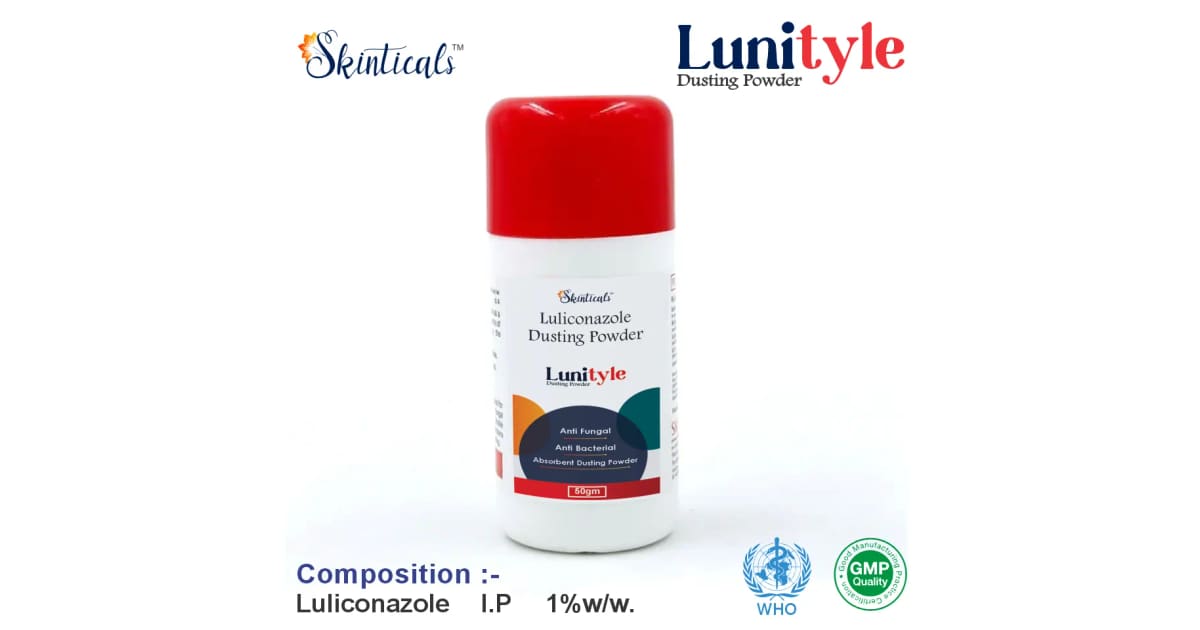 Skinticals™
Lunityle
Dusting Powder
Skinticals™
Luliconazole
Dusting Powder
Lunityle
Dusting Powder
Anti Fungal
Anti Bacterial
Absorbent Dusting Powder
50gm
Composition :-
Luliconazole I.P 1%w/w.
WHO
Good Manufacturing Practice Certification
GMP
Quality